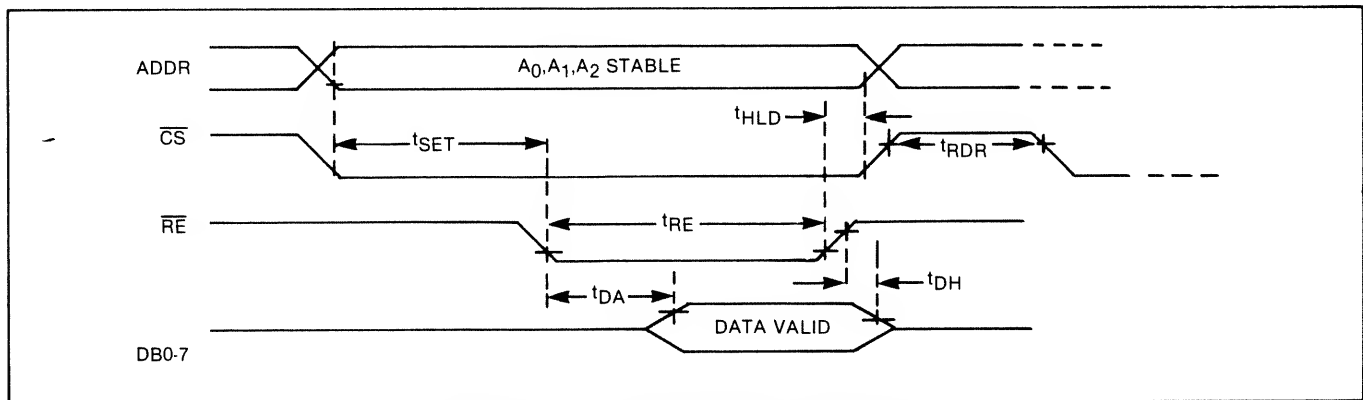 ADDR
A0,A1,A2 STABLE
tHLD
CS
tSET
tRDR
RE
tRE
tDA
tDH
DATA VALID
DB0-7